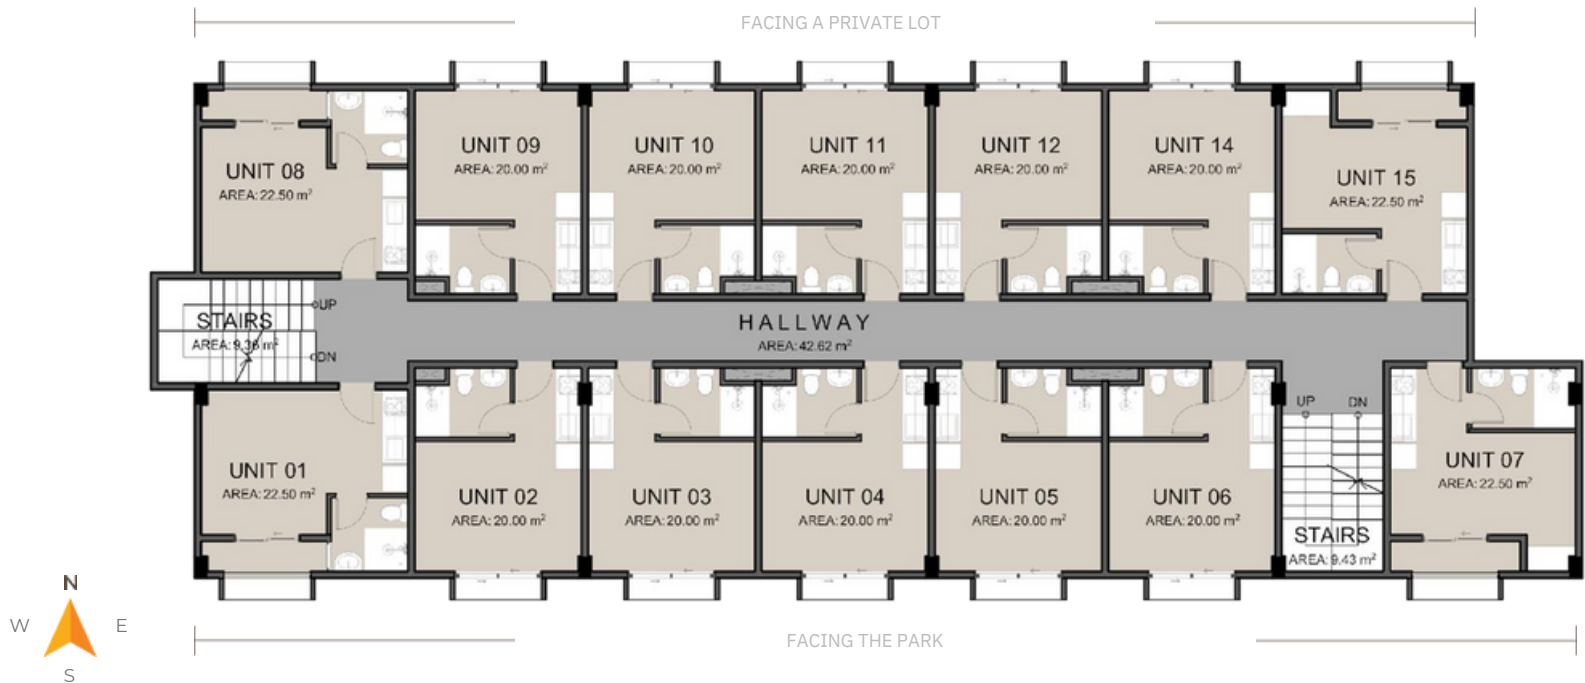 FACING A PRIVATE LOT
UNIT 08
AREA: 22.50 m²
UNIT 09
AREA: 20.00 m²
UNIT 10
AREA: 20.00 m²
UNIT 11
AREA: 20.00 m²
UNIT 12
AREA: 20.00 m²
UNIT 14
AREA: 20.00 m²
UNIT 15
AREA: 22.50 m²
UP
STAIRS
AREA: 9.36 m²
DN
HALLWAY
AREA: 42.62 m²
UP DN
UNIT 01
AREA: 22.50 m²
UNIT 02
AREA: 20.00 m²
UNIT 03
AREA: 20.00 m²
UNIT 04
AREA: 20.00 m²
UNIT 05
AREA: 20.00 m²
UNIT 06
AREA: 20.00 m²
STAIRS
AREA: 9.43 m²
UNIT 07
AREA: 22.50 m²
N
W E
S
FACING THE PARK